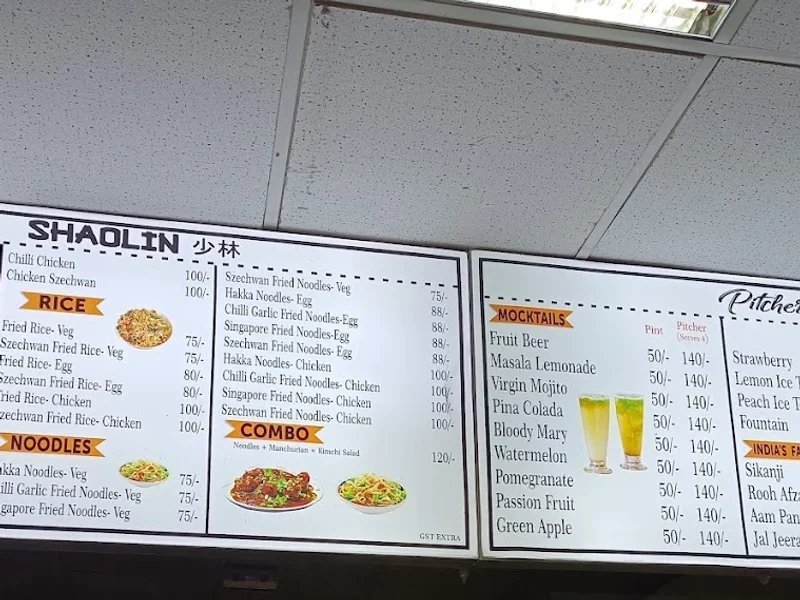 SHAOLIN 少林
Chilli Chicken 100/-
Chicken Szechwan 100/-
RICE
Fried Rice- Veg 75/-
Szechwan Fried Rice- Veg 75/-
Fried Rice- Egg 80/-
Szechwan Fried Rice- Egg 80/-
Fried Rice- Chicken 100/-
Szechwan Fried Rice- Chicken 100/-
NOODLES
kka Noodles- Veg 75/-
illi Garlic Fried Noodles- Veg 75/-
gapore Fried Noodles- Veg 75/-
Szechwan Fried Noodles- Veg 75/-
Hakka Noodles- Egg 88/-
Chilli Garlic Fried Noodles-Egg 88/-
Singapore Fried Noodles-Egg 88/-
Szechwan Fried Noodles- Egg 88/-
Hakka Noodles- Chicken 100/-
Chilli Garlic Fried Noodles- Chicken 100/-
Singapore Fried Noodles- Chicken 100/-
Szechwan Fried Noodles- Chicken 100/-
COMBO
Noodles + Manchurian + Kimchi Salad 120/-
GST EXTRA
Pitcher
MOCKTAILS Pint Pitcher
(Serves 4)
Fruit Beer 50/- 140/-
Masala Lemonade 50/- 140/-
Virgin Mojito 50/- 140/-
Pina Colada 50/- 140/-
Bloody Mary 50/- 140/-
Watermelon 50/- 140/-
Pomegranate 50/- 140/-
Passion Fruit 50/- 140/-
Green Apple 50/- 140/-
Strawberry
Lemon Ice T
Peach Ice T
Fountain
INDIA'S FA
Sikanji
Rooh Afza
Aam Pan
Jal Jeera